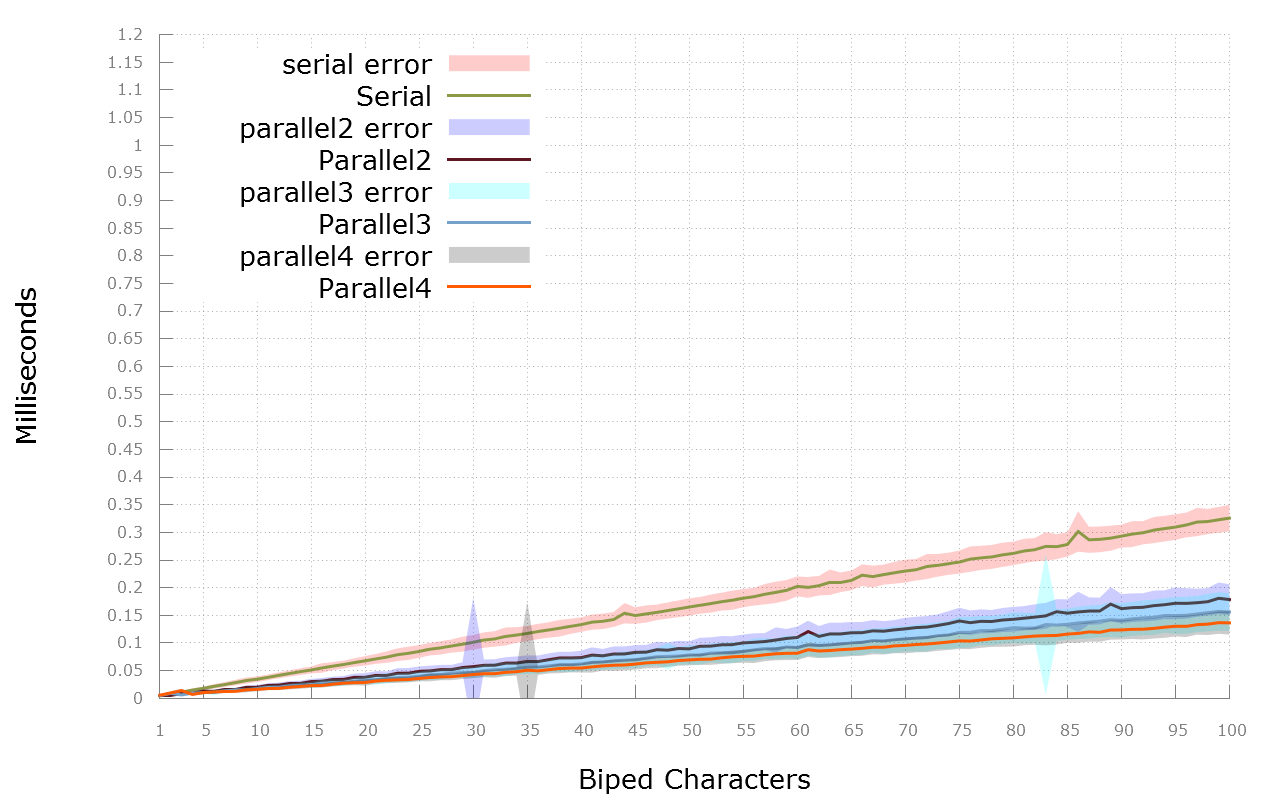 1.2
1.15
1.1
1.05
1
0.95
0.9
0.85
0.8
0.75
0.7
0.65
0.6
0.55
0.5
0.45
0.4
0.35
0.3
0.25
0.2
0.15
0.1
0.05
0
serial error
Serial
parallel2 error
Parallel2
parallel3 error
Parallel3
parallel4 error
Parallel4
Milliseconds
1 5 10 15 20 25 30 35 40 45 50 55 60 65 70 75 80 85 90 95 100
Biped Characters